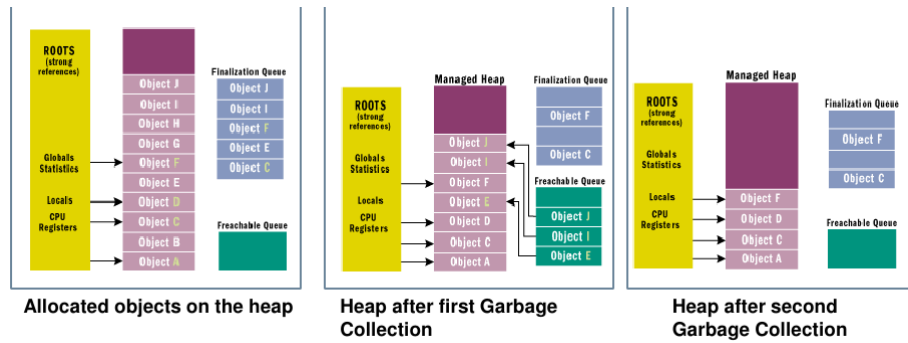 ROOTS
(strong
references)
Globals
Statistics
Locals
CPU
Registers
Object J
Object I
Object H
Object G
Object F
Object E
Object D
Object C
Object B
Object A
Finalization Queue
Object J
Object I
Object F
Object E
Object C
Freachable Queue
Allocated objects on the heap
ROOTS
(strong
references)
Globals
Statistics
Locals
CPU
Registers
Managed Heap
Object J
Object I
Object F
Object E
Object D
Object C
Object A
Finalization Queue
Object F
Object C
Freachable Queue
Object J
Object I
Object E
Heap after first Garbage
Collection
ROOTS
(strong
references)
Globals
Statistics
Locals
CPU
Registers
Managed Heap
Object F
Object D
Object C
Object A
Finalization Queue
Object F
Object C
Freachable Queue
Heap after second
Garbage Collection